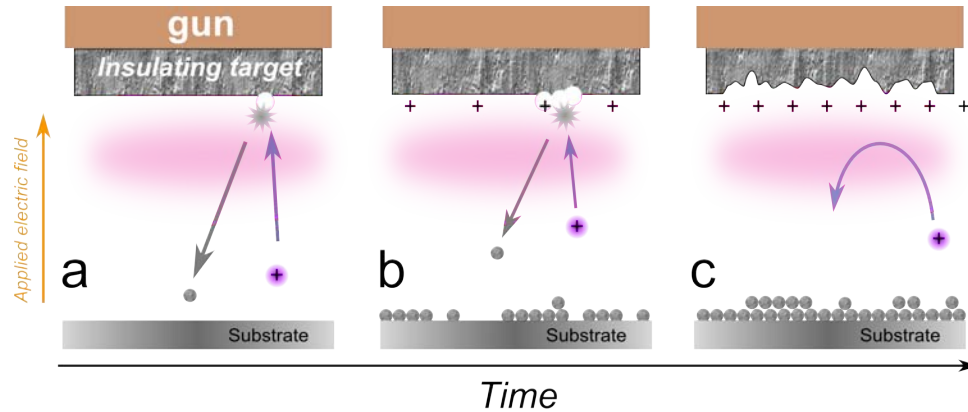 gun
Insulating target
+ + + +
+ + + + + + + +
Applied electric field
+
+
+
a
b
c
Substrate
Substrate
Substrate
Time